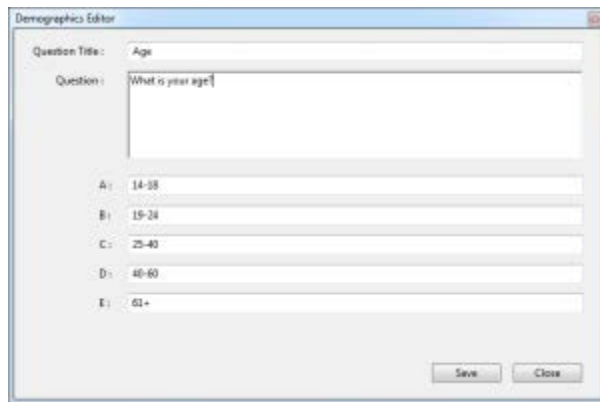 Demographics Editor
Question Title : Age
Question : What is your age?
A : 14-18
B : 19-24
C : 25-40
D : 40-60
E : 61+
Save Close